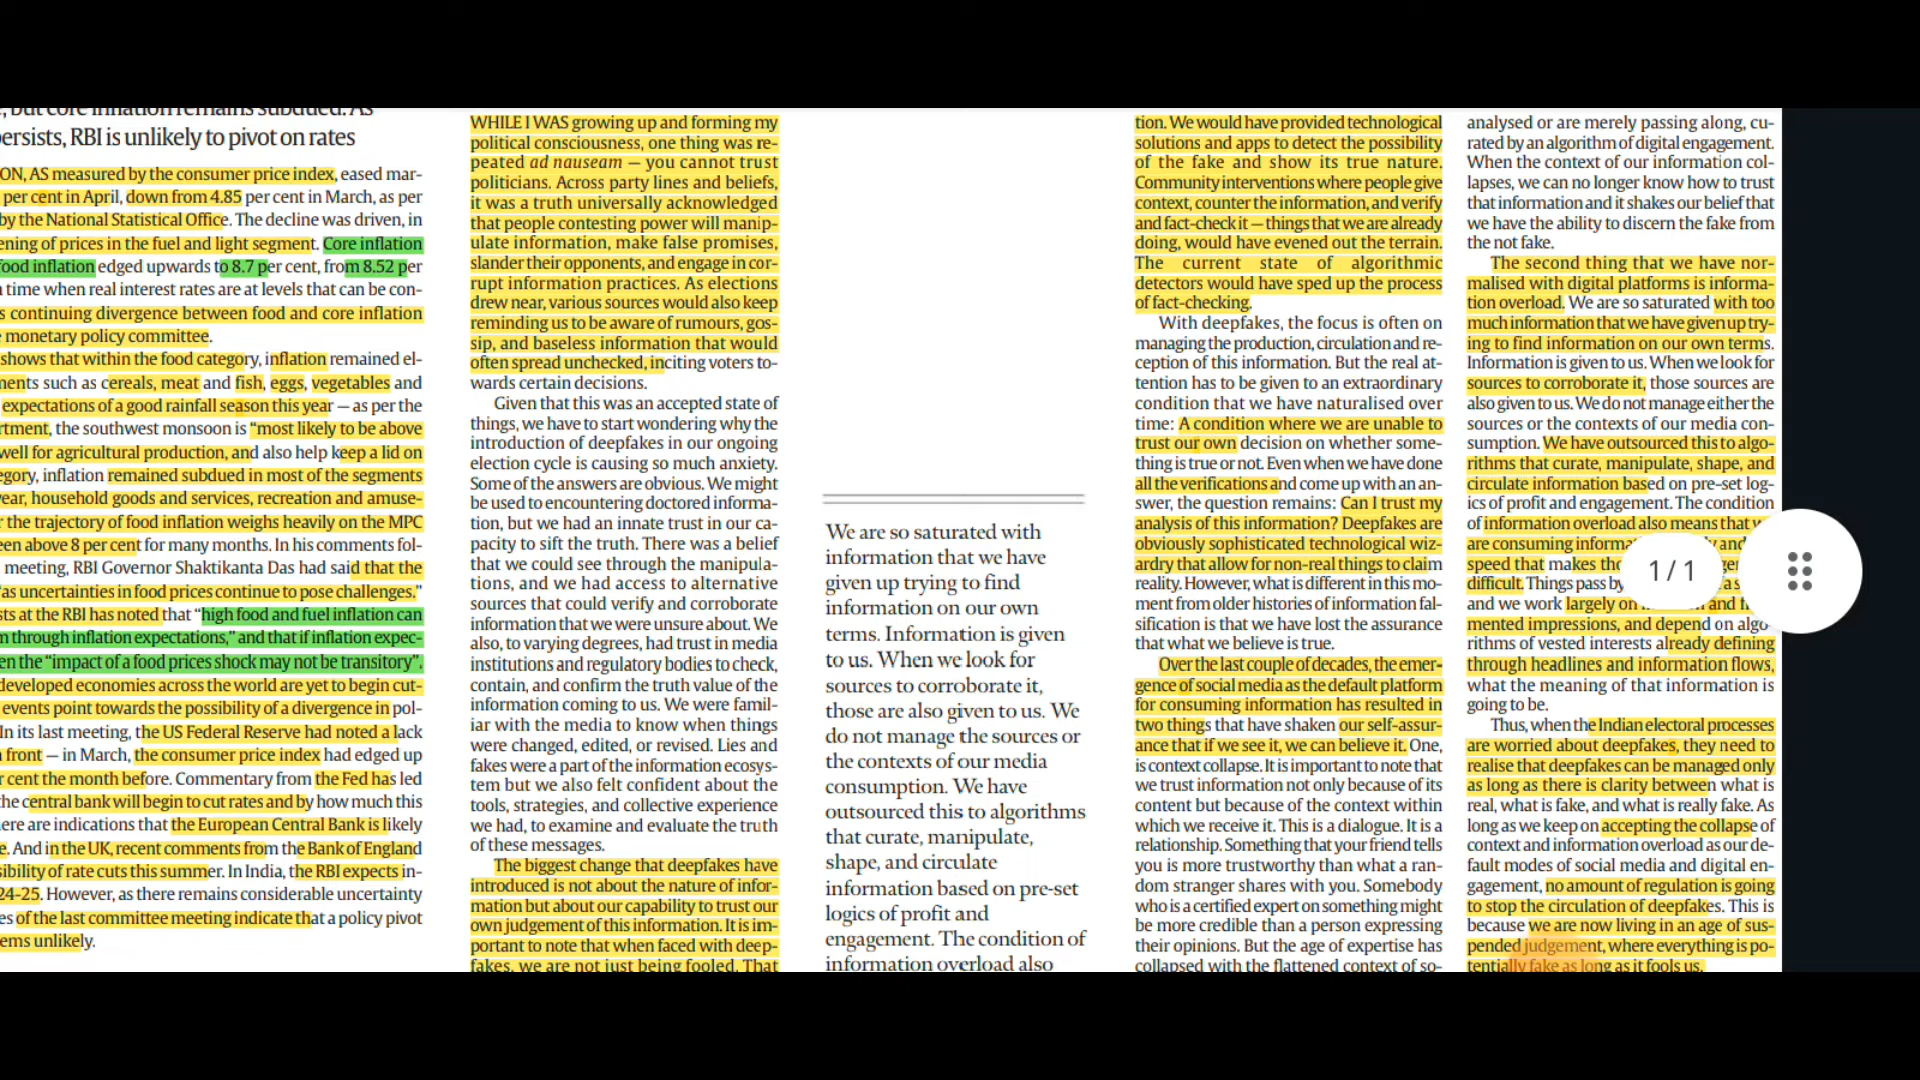 ersists, RBI is unlikely to pivot on rates
ON, AS measured by the consumer price index, eased mar-
per cent in April, down from 4.85 per cent in March, as per
by the National Statistical Office. The decline was driven, in
ening of prices in the fuel and light segment. Core inflation
food inflation edged upwards to 8.7 per cent, from 8.52 per
time when real interest rates are at levels that can be con-
s continuing divergence between food and core inflation
monetary policy committee.
shows that within the food category, inflation remained el-
ments such as cereals, meat and fish, eggs, vegetables and
expectations of a good rainfall season this year — as per the
rtment, the southwest monsoon is “most likely to be above
well for agricultural production, and also help keep a lid on
egory, inflation remained subdued in most of the segments
ear, household goods and services, recreation and amuse-
r the trajectory of food inflation weighs heavily on the MPC
een above 8 per cent for many months. In his comments fol-
meeting, RBI Governor Shaktikanta Das had said that the
“as uncertainties in food prices continue to pose challenges.”
sts at the RBI has noted that “high food and fuel inflation can
n through inflation expectations,” and that if inflation expec-
en the “impact of a food prices shock may not be transitory”.
developed economies across the world are yet to begin cut-
events point towards the possibility of a divergence in pol-
In its last meeting, the US Federal Reserve had noted a lack
front — in March, the consumer price index had edged up
r cent the month before. Commentary from the Fed has led
the central bank will begin to cut rates and by how much this
ere are indications that the European Central Bank is likely
e. And in the UK, recent comments from the Bank of England
sibility of rate cuts this summer. In India, the RBI expects in-
24-25. However, as there remains considerable uncertainty
es of the last committee meeting indicate that a policy pivot
ems unlikely.
WHILE I WAS growing up and forming my
political consciousness, one thing was re-
peated ad nauseam — you cannot trust
politicians. Across party lines and beliefs,
it was a truth universally acknowledged
that people contesting power will manip-
ulate information, make false promises,
slander their opponents, and engage in cor-
rupt information practices. As elections
drew near, various sources would also keep
reminding us to be aware of rumours, gos-
sip, and baseless information that would
often spread unchecked, inciting voters to-
wards certain decisions.
Given that this was an accepted state of
things, we have to start wondering why the
introduction of deepfakes in our ongoing
election cycle is causing so much anxiety.
Some of the answers are obvious. We might
be used to encountering doctored informa-
tion, but we had an innate trust in our ca-
pacity to sift the truth. There was a belief
that we could see through the manipula-
tions, and we had access to alternative
sources that could verify and corroborate
information that we were unsure about. We
also, to varying degrees, had trust in media
institutions and regulatory bodies to check,
contain, and confirm the truth value of the
information coming to us. We were famil-
iar with the media to know when things
were changed, edited, or revised. Lies and
fakes were a part of the information ecosys-
tem but we also felt confident about the
tools, strategies, and collective experience
we had, to examine and evaluate the truth
of these messages.
The biggest change that deepfakes have
introduced is not about the nature of infor-
mation but about our capability to trust our
own judgement of this information. It is im-
portant to note that when faced with deep-
fakes, we are not just being fooled. That
We are so saturated with
information that we have
given up trying to find
information on our own
terms. Information is given
to us. When we look for
sources to corroborate it,
those are also given to us. We
do not manage the sources or
the contexts of our media
consumption. We have
outsourced this to algorithms
that curate, manipulate,
shape, and circulate
information based on pre-set
logics of profit and
engagement. The condition of
information overload also
tion. We would have provided technological
solutions and apps to detect the possibility
of the fake and show its true nature.
Community interventions where people give
context, counter the information, and verify
and fact-check it — things that we are already
doing, would have evened out the terrain.
The current state of algorithmic
detectors would have sped up the process
of fact-checking.
With deepfakes, the focus is often on
managing the production, circulation and re-
ception of this information. But the real at-
tention has to be given to an extraordinary
condition that we have naturalised over
time: A condition where we are unable to
trust our own decision on whether some-
thing is true or not. Even when we have done
all the verifications and come up with an an-
swer, the question remains: Can I trust my
analysis of this information? Deepfakes are
obviously sophisticated technological wiz-
ardry that allow for non-real things to claim
reality. However, what is different in this mo-
ment from older histories of information fal-
sification is that we have lost the assurance
that what we believe is true.
Over the last couple of decades, the emer-
gence of social media as the default platform
for consuming information has resulted in
two things that have shaken our self-assur-
ance that if we see it, we can believe it. One,
is context collapse. It is important to note that
we trust information not only because of its
content but because of the context within
which we receive it. This is a dialogue. It is a
relationship. Something that your friend tells
you is more trustworthy than what a ran-
dom stranger shares with you. Somebody
who is a certified expert on something might
be more credible than a person expressing
their opinions. But the age of expertise has
collapsed with the flattened context of so-
analysed or are merely passing along, cu-
rated by an algorithm of digital engagement.
When the context of our information col-
lapses, we can no longer know how to trust
that information and it shakes our belief that
we have the ability to discern the fake from
the not fake.
The second thing that we have nor-
malised with digital platforms is informa-
tion overload. We are so saturated with too
much information that we have given up try-
ing to find information on our own terms.
Information is given to us. When we look for
sources to corroborate it, those sources are
also given to us. We do not manage either the
sources or the contexts of our media con-
sumption. We have outsourced this to algo-
rithms that curate, manipulate, shape, and
circulate information based on pre-set log-
ics of profit and engagement. The condition
of information overload also means that
are consuming and
speed that makes
difficult. Things pass by a
and we work largely on and
mented impressions, and depend on algo-
rithms of vested interests already defining
through headlines and information flows,
what the meaning of that information is
going to be.
Thus, when the Indian electoral processes
are worried about deepfakes, they need to
realise that deepfakes can be managed only
as long as there is clarity between what is
real, what is fake, and what is really fake. As
long as we keep on accepting the collapse of
context and information overload as our de-
fault modes of social media and digital en-
gagement, no amount of regulation is going
to stop the circulation of deepfakes. This is
because we are now living in an age of sus-
pended judgement, where everything is po-
tentially fake as long as it fools us.
1 / 1